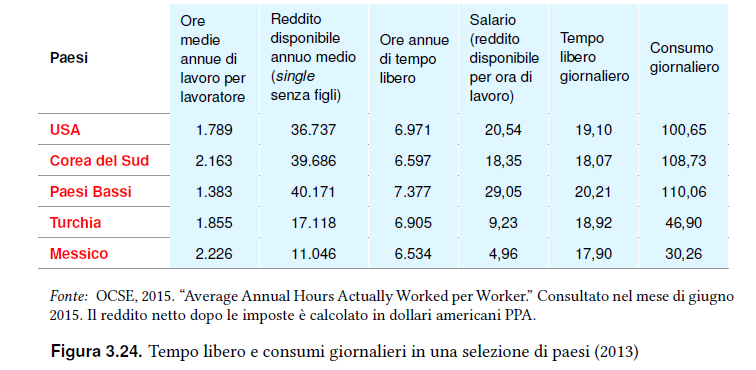 Paesi
Ore medie annue di lavoro per lavoratore
Reddito disponibile annuo medio (single senza figli)
Ore annue di tempo libero
Salario (reddito disponibile per ora di lavoro)
Tempo libero giornaliero
Consumo giornaliero
USA 1.789 36.737 6.971 20,54 19,10 100,65
Corea del Sud 2.163 39.686 6.597 18,35 18,07 108,73
Paesi Bassi 1.383 40.171 7.377 29,05 20,21 110,06
Turchia 1.855 17.118 6.905 9,23 18,92 46,90
Messico 2.226 11.046 6.534 4,96 17,90 30,26
Fonte: OCSE, 2015. “Average Annual Hours Actually Worked per Worker.” Consultato nel mese di giugno
2015. Il reddito netto dopo le imposte è calcolato in dollari americani PPA.
Figura 3.24. Tempo libero e consumi giornalieri in una selezione di paesi (2013)